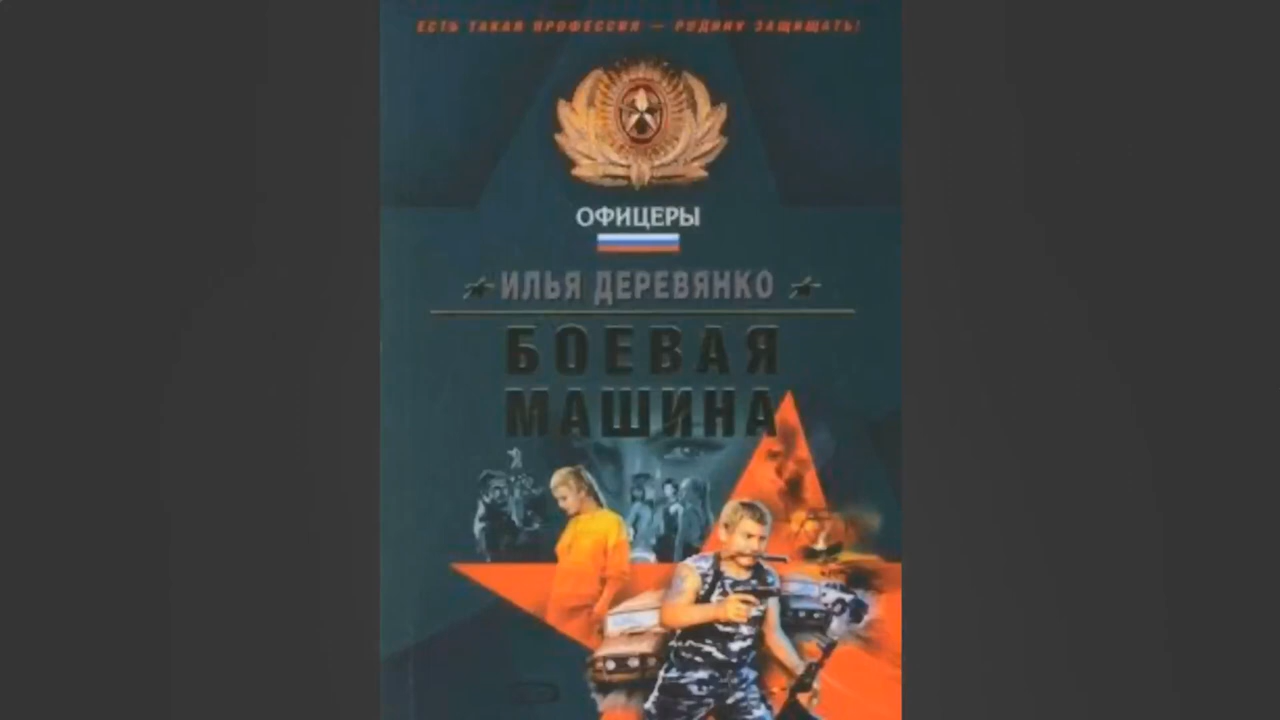 ЕСТЬ ТАКАЯ ПРОФЕССИЯ — РОДИНУ ЗАЩИЩАТЬ!
ОФИЦЕРЫ
ИЛЬЯ ДЕРЕВЯНКО
БОЕВАЯ
МАШИНА